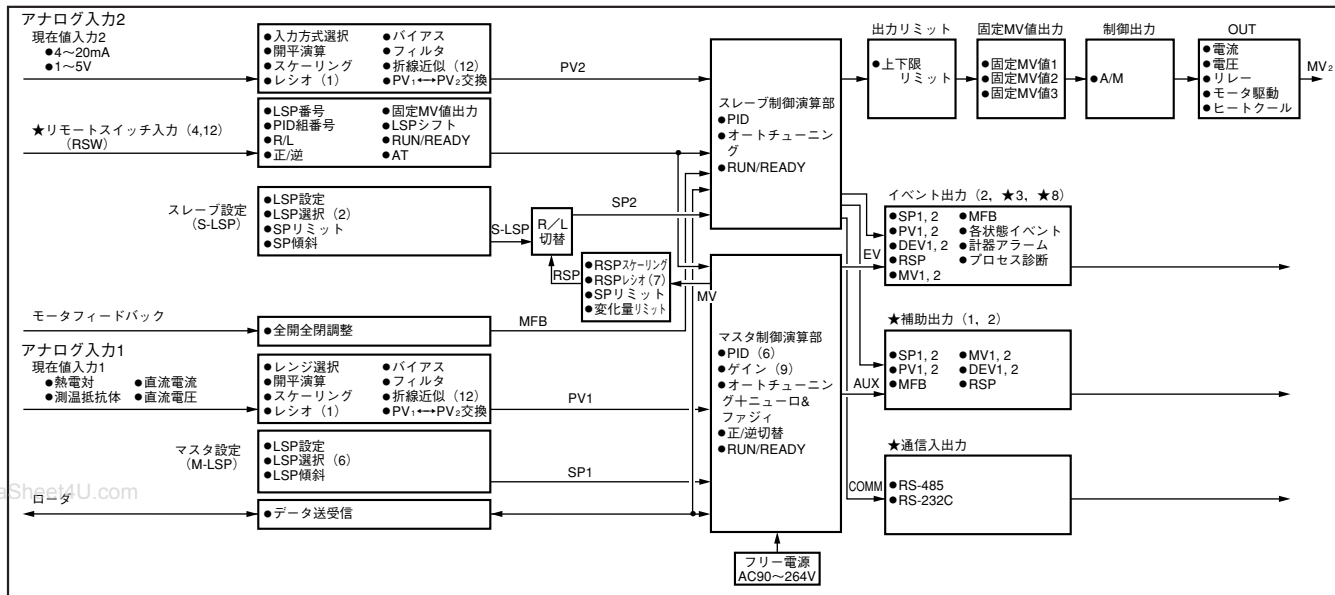 アナログ入力2
現在値入力2
●4～20mA
●1～5V
●入力方式選択 ●バイアス
●開平演算 ●フィルタ
●スケーリング ●折線近似（12）
●レシオ（1） ●PV₁←→PV₂交換
PV2
★リモートスイッチ入力（4,12）
（RSW）
●LSP番号 ●固定MV値出力
●PID組番号 ●LSPシフト
●R/L ●RUN/READY
●正/逆 ●AT
スレーブ設定
（S-LSP）
●LSP設定
●LSP選択（2）
●SPリミット
●SP傾斜
S-LSP
R／L
切替
SP2
RSP
●RSPスケーリング
●RSPレシオ（7）
●SPリミット
●変化量リミット
MV
モータフィードバック
●全開全閉調整
MFB
アナログ入力1
現在値入力1
●熱電対 ●直流電流
●測温抵抗体 ●直流電圧
●レンジ選択 ●バイアス
●開平演算 ●フィルタ
●スケーリング ●折線近似（12）
●レシオ（1） ●PV₁←→PV₂交換
PV1
マスタ設定
（M-LSP）
●LSP設定
●LSP選択（6）
●LSP傾斜
SP1
aSheet4U.com
ローダ
●データ送受信
スレーブ制御演算部
●PID
●オートチューニン
グ
●RUN/READY
マスタ制御演算部
●PID（6）
●ゲイン（9）
●オートチューニン
グ＋ニューロ&
ファジィ
●正/逆切替
●RUN/READY
フリー電源
AC90～264V
出力リミット
●上下限
リミット
固定MV値出力
●固定MV値1
●固定MV値2
●固定MV値3
制御出力
●A/M
OUT
●電流
●電圧
●リレー
●モータ駆動
●ヒートクール
MV₂
イベント出力（2，★3，★8）
●SP1, 2 ●MFB
●PV1, 2 ●各状態イベント
●DEV1, 2 ●計器アラーム
●RSP ●プロセス診断
●MV1, 2
EV
★補助出力（1，2）
●SP1, 2 ●MV1, 2
●PV1, 2 ●DEV1, 2
●MFB ●RSP
AUX
★通信入出力
●RS-485
●RS-232C
COMM